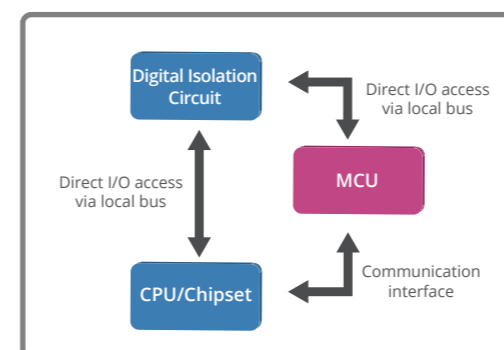 Digital Isolation
Circuit
Direct I/O access
via local bus
MCU
Direct I/O access
via local bus
CPU/Chipset
Communication
interface